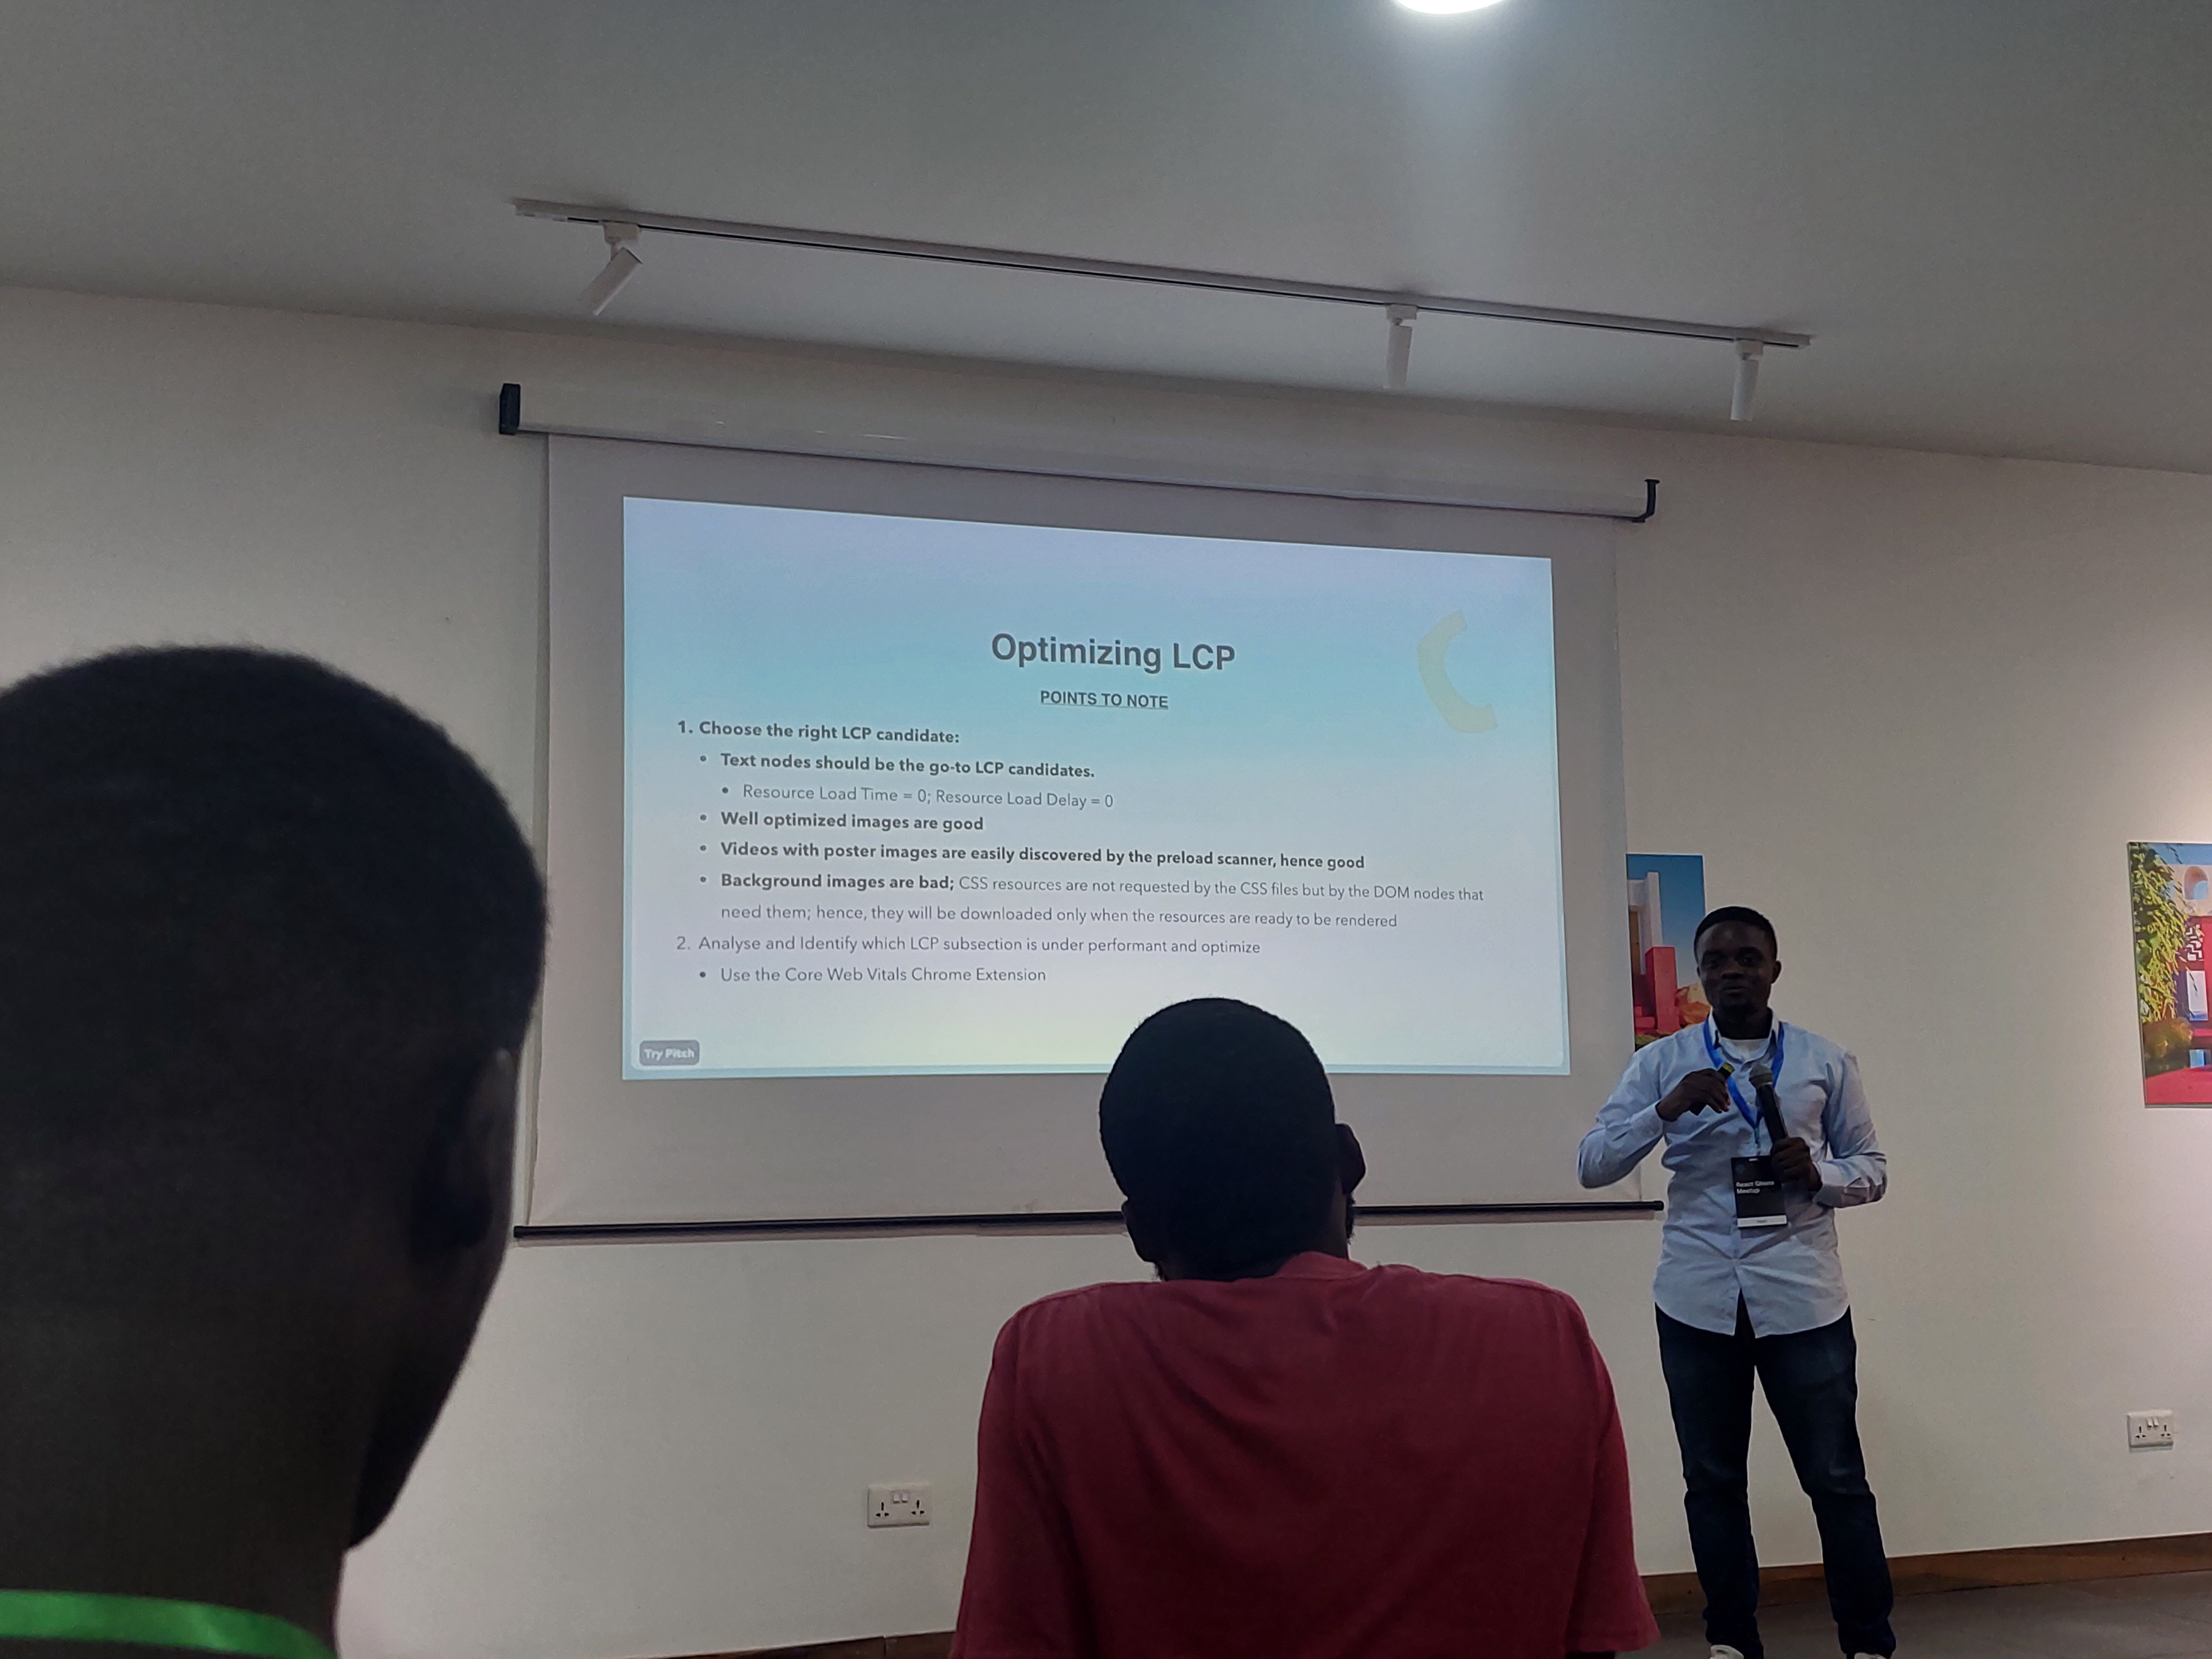 Optimizing LCP
POINTS TO NOTE
1. Choose the right LCP candidate:
• Text nodes should be the go-to LCP candidates.
• Resource Load Time = 0; Resource Load Delay = 0
• Well optimized images are good
• Videos with poster images are easily discovered by the preload scanner, hence good
• Background images are bad; CSS resources are not requested by the CSS files but by the DOM nodes that
need them; hence, they will be downloaded only when the resources are ready to be rendered
2. Analyse and Identify which LCP subsection is under performant and optimize
• Use the Core Web Vitals Chrome Extension
Try Pitch
React Ghana
Meetup